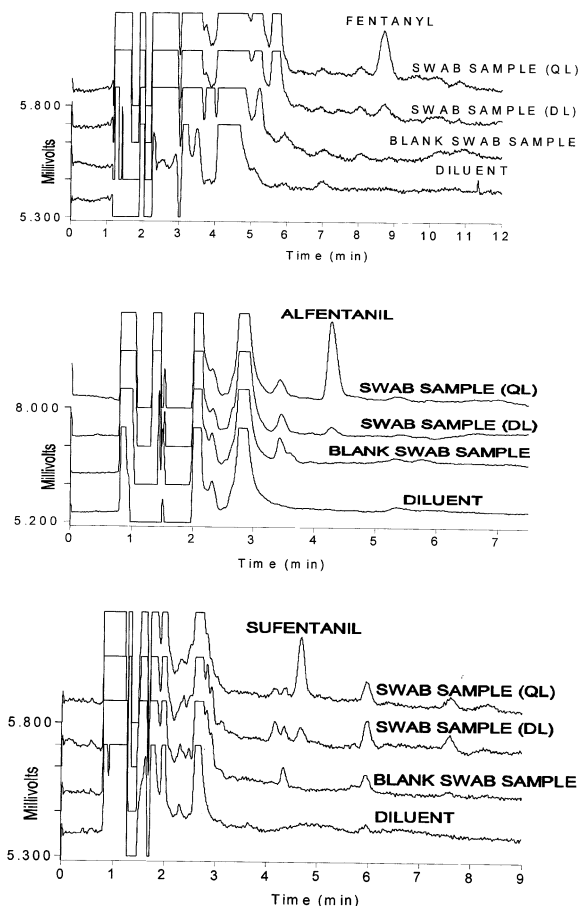 FENTANYL
SWAB SAMPLE (QL)
5.800
SWAB SAMPLE (DL)
BLANK SWAB SAMPLE
Millivolts
DILUENT
5.300
0 1 2 3 4 5 6 7 8 9 10 11 12
Time (min)
ALFENTANIL
SWAB SAMPLE (QL)
8.000
SWAB SAMPLE (DL)
BLANK SWAB SAMPLE
Millivolts
DILUENT
5.200
0 1 2 3 4 5 6 7
Time (min)
SUFENTANIL
SWAB SAMPLE (QL)
5.800
SWAB SAMPLE (DL)
BLANK SWAB SAMPLE
Millivolts
DILUENT
5.300
0 1 2 3 4 5 6 7 8 9
Time (min)